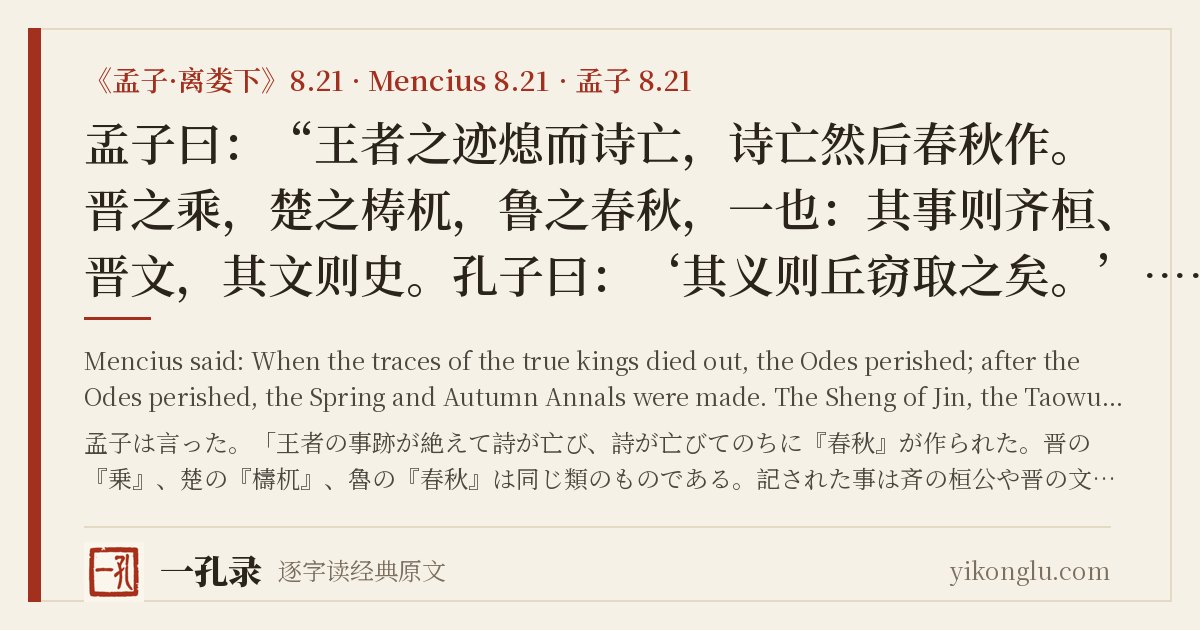 《孟子·离娄下》8.21 · Mencius 8.21 · 孟子 8.21
孟子曰：“王者之迹熄而诗亡，诗亡然后春秋作。
晋之乘，楚之梼杌，鲁之春秋，一也：其事则齐桓、
晋文，其文则史。孔子曰：‘其义则丘窃取之矣。’……
Mencius said: When the traces of the true kings died out, the Odes perished; after the
Odes perished, the Spring and Autumn Annals were made. The Sheng of Jin, the Taowu...
孟子は言った。「王者の事跡が絶えて詩が亡び、詩が亡びてのちに『春秋』が作られた。晋の
『乗』、楚の『檮杌』、魯の『春秋』は同じ類のものである。記された事は斉の桓公や晋の文…
一孔
一孔录 逐字读经典原文 yikonglu.com